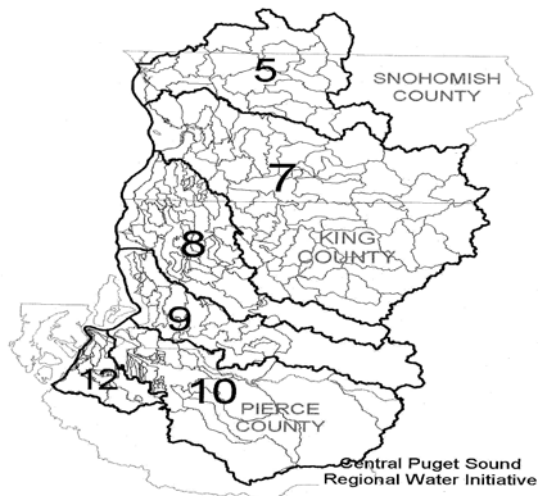 5
SNOHOMISH
COUNTY
7
8
KING
COUNTY
9
12
10
PIERCE
COUNTY
Central Puget Sound
Regional Water Initiative